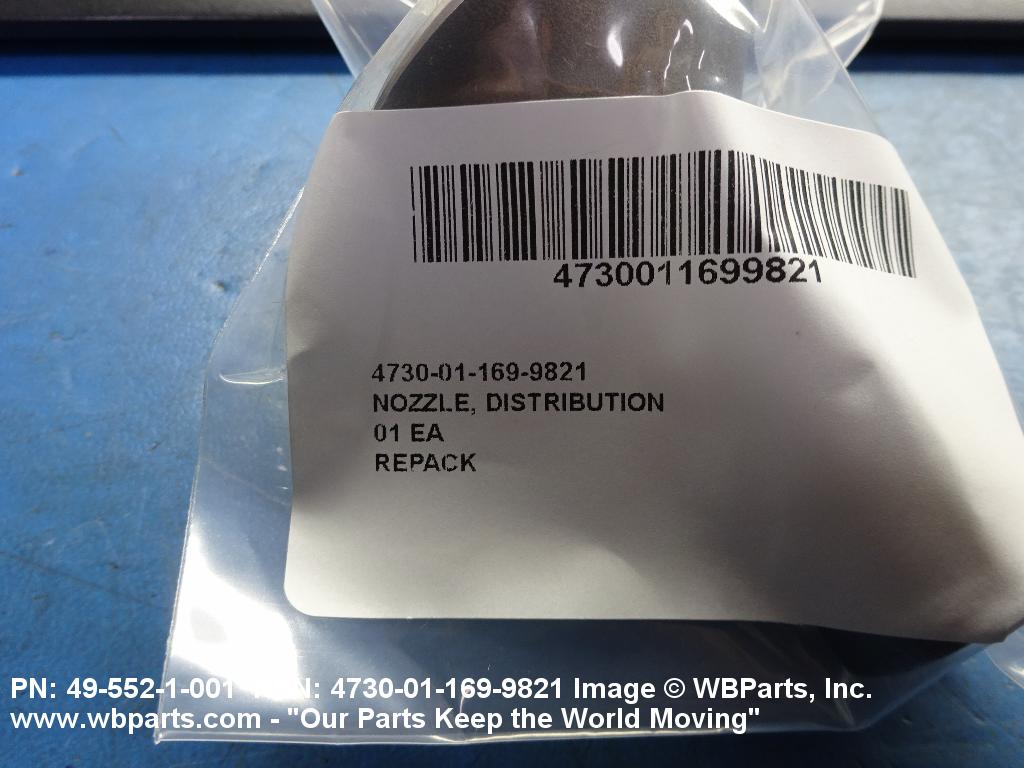 4730011699821
4730-01-169-9821
NOZZLE, DISTRIBUTION
01 EA
REPACK
PN: 49-552-1-001 N: 4730-01-169-9821 Image © WBParts, Inc.
www.wbparts.com - "Our Parts Keep the World Moving"